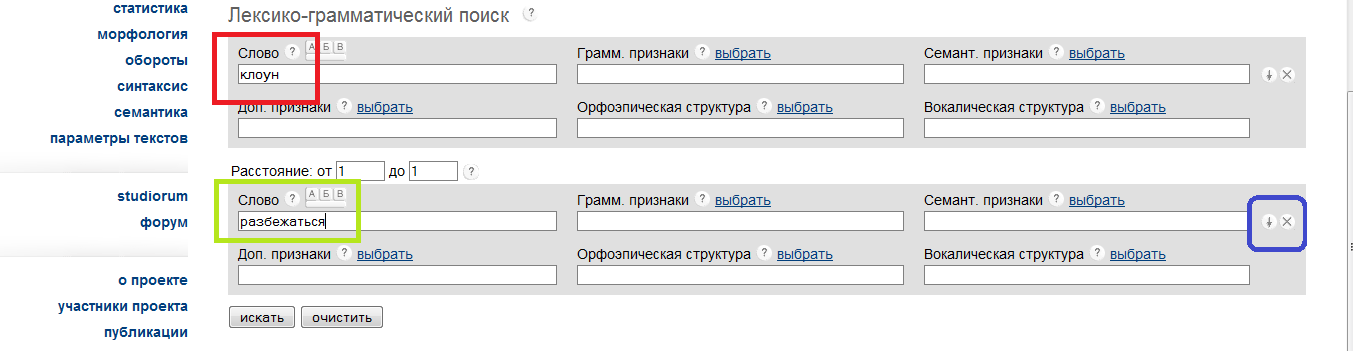 статистика
морфология
обороты
синтаксис
семантика
параметры текстов
studiorum
форум
о проекте
участники проекта
публикации
Лексико-грамматический поиск ?
Слово ? А Б В Грамм. признаки ? выбрать Семант. признаки ? выбрать
клоун
Доп. признаки ? выбрать Орфоэпическая структура ? выбрать Вокалическая структура ? выбрать
Расстояние: от 1 до 1 ?
Слово ? А Б В Грамм. признаки ? выбрать Семант. признаки ? выбрать
разбежаться
Доп. признаки ? выбрать Орфоэпическая структура ? выбрать Вокалическая структура ? выбрать
искать очистить